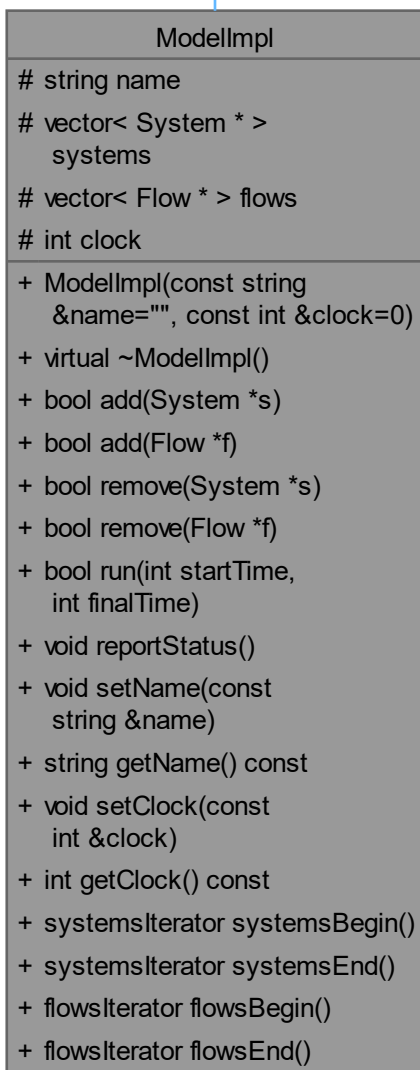 ModelImpl
# string name
# vector< System * >
systems
# vector< Flow * > flows
# int clock
+ ModelImpl(const string
&name="", const int &clock=0)
+ virtual ~ModelImpl()
+ bool add(System *s)
+ bool add(Flow *f)
+ bool remove(System *s)
+ bool remove(Flow *f)
+ bool run(int startTime,
int finalTime)
+ void reportStatus()
+ void setName(const
string &name)
+ string getName() const
+ void setClock(const
int &clock)
+ int getClock() const
+ systemsIterator systemsBegin()
+ systemsIterator systemsEnd()
+ flowsIterator flowsBegin()
+ flowsIterator flowsEnd()